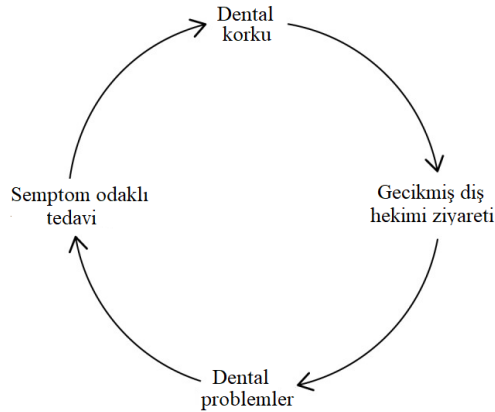 Dental
korku
Gecikmiş diş
hekimi ziyareti
Dental
problemler
Semptom odaklı
tedavi